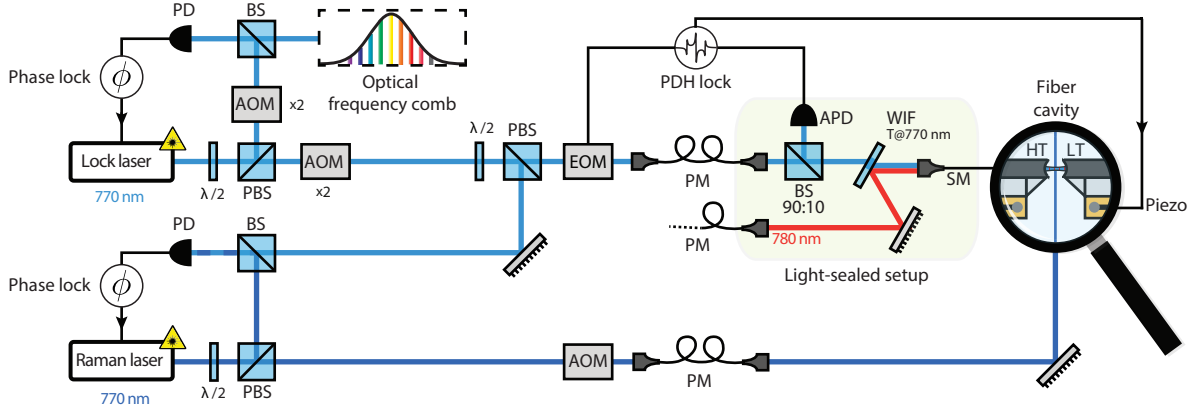 PD
BS
Phase lock
ϕ
AOM
x2
Optical
frequency comb
Lock laser
770 nm
λ/2
PBS
AOM
x2
λ/2
PBS
EOM
PDH lock
PM
APD
BS
90:10
WIF
T@770 nm
SM
PM
780 nm
Light-sealed setup
Fiber
cavity
HT
LT
Piezo
PD
BS
Phase lock
ϕ
Raman laser
770 nm
λ/2
PBS
AOM
PM